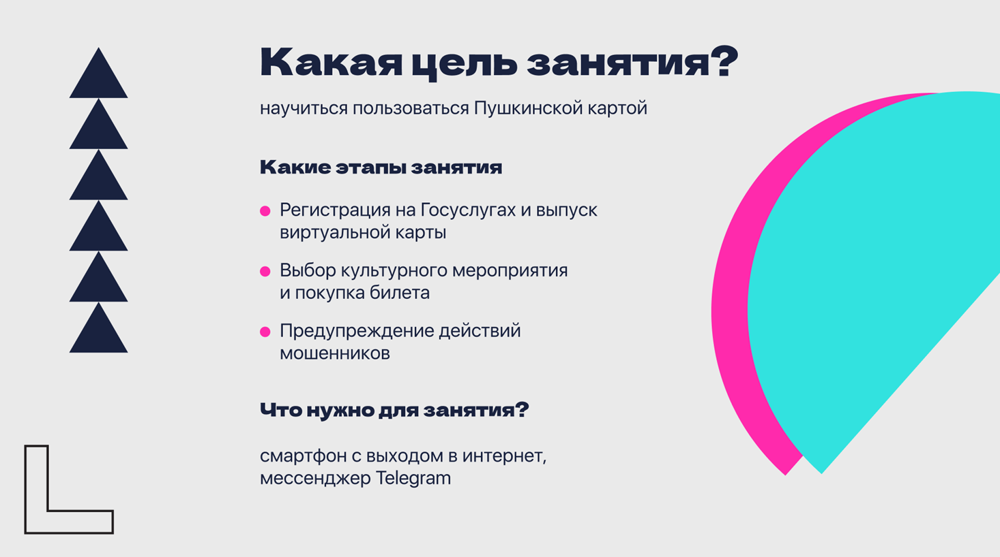 Какая цель занятия?
научиться пользоваться Пушкинской картой
Какие этапы занятия
Регистрация на Госуслугах и выпуск
виртуальной карты
Выбор культурного мероприятия
и покупка билета
Предупреждение действий
мошенников
Что нужно для занятия?
смартфон с выходом в интернет,
мессенджер Telegram